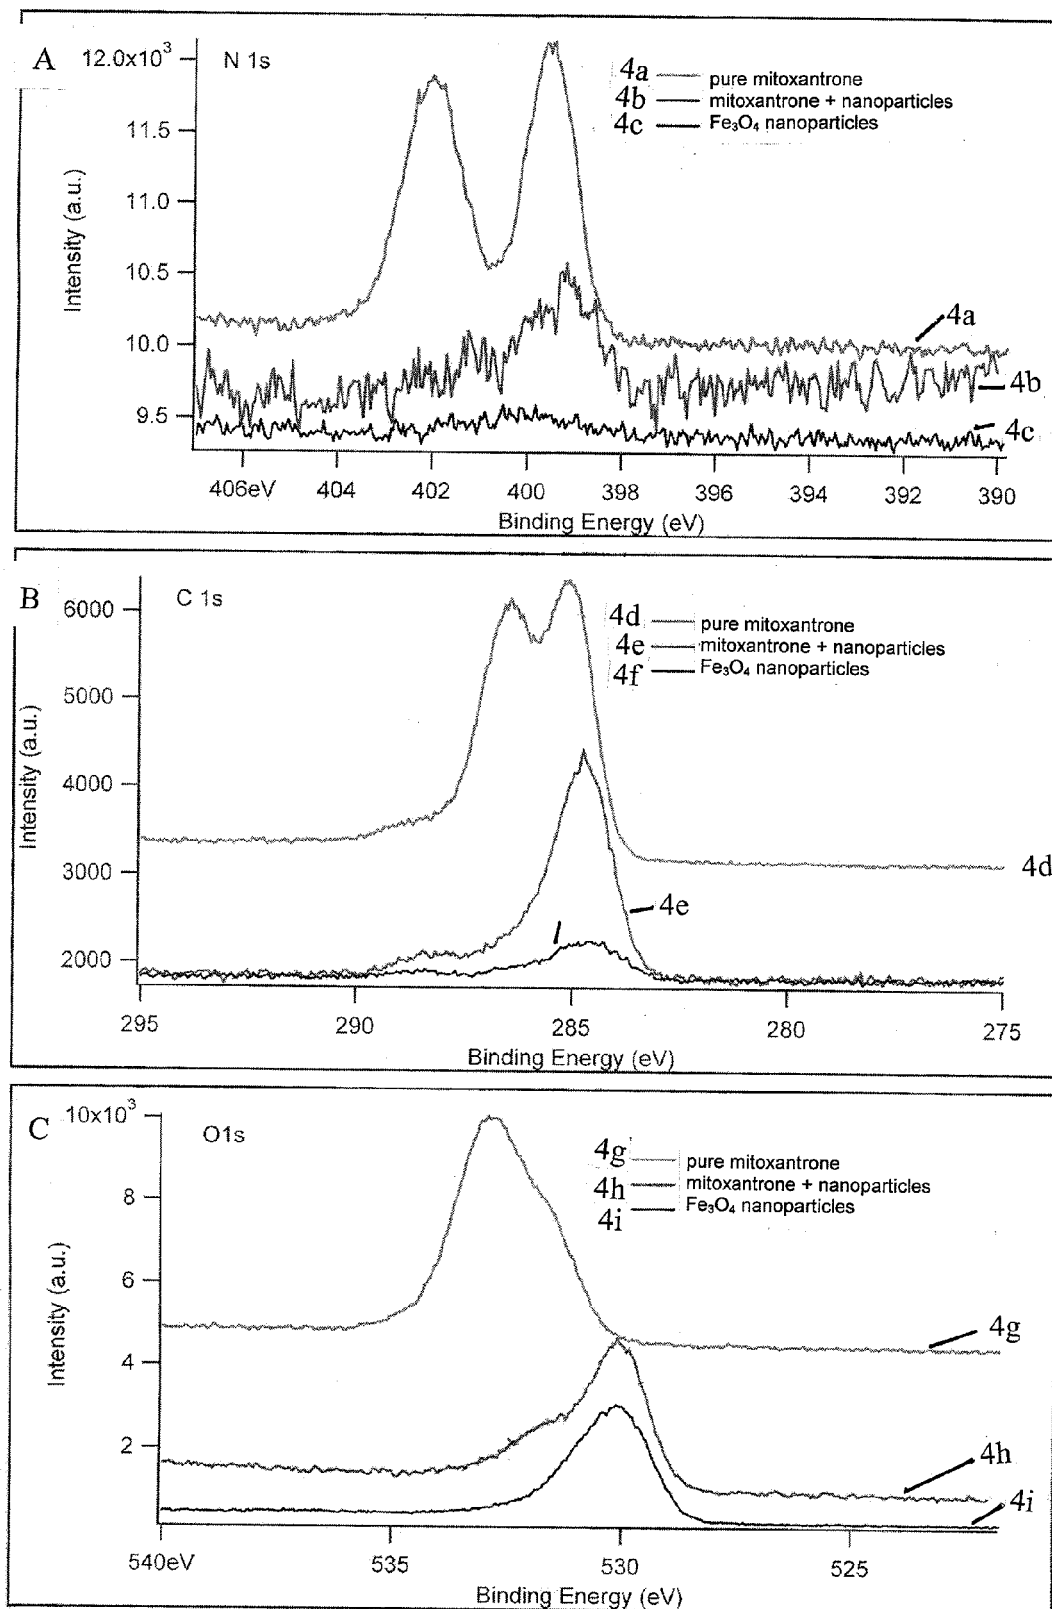 A
N 1s
12.0x10³
11.5
11.0
10.5
10.0
9.5
Intensity (a.u.)
4a pure mitoxantrone
4b mitoxantrone + nanoparticles
4c Fe₃O₄ nanoparticles
4a
4b
4c
406eV 404 402 400 398 396 394 392 390
Binding Energy (eV)
B
C 1s
6000
5000
4000
3000
2000
Intensity (a.u.)
4d pure mitoxantrone
4e mitoxantrone + nanoparticles
4f Fe₃O₄ nanoparticles
4d
4e
295 290 285 280 275
Binding Energy (eV)
C
O1s
10x10³
8
6
4
2
Intensity (a.u.)
4g pure mitoxantrone
4h mitoxantrone + nanoparticles
4i Fe₃O₄ nanoparticles
4g
4h
4i
540eV 535 530 525
Binding Energy (eV)